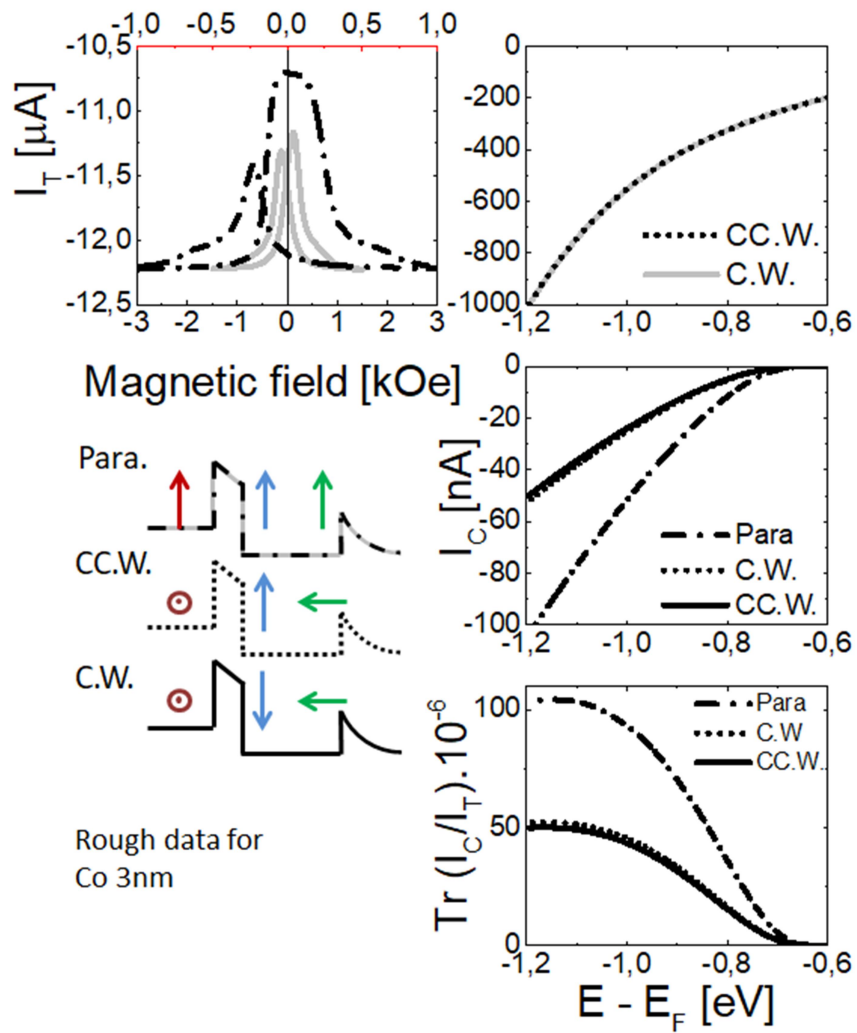 -1,0 -0,5 0,0 0,5 1,0
-10,5
-11,0
-11,5
-12,0
-12,5
I_T [µA]
-3 -2 -1 0 1 2 3
Magnetic field [kOe]
0
-200
-400
-600
-800
-1000
CC.W.
C.W.
-1,2 -1,0 -0,8 -0,6
Para.
CC.W.
C.W.
Rough data for
Co 3nm
0
-20
-40
-60
-80
-100
I_C [nA]
Para
C.W.
CC.W.
-1,2 -1,0 -0,8 -0,6
100
50
0
Tr (I_C/I_T).10^-6
Para
C.W
CC.W.
-1,2 -1,0 -0,8 -0,6
E - E_F [eV]